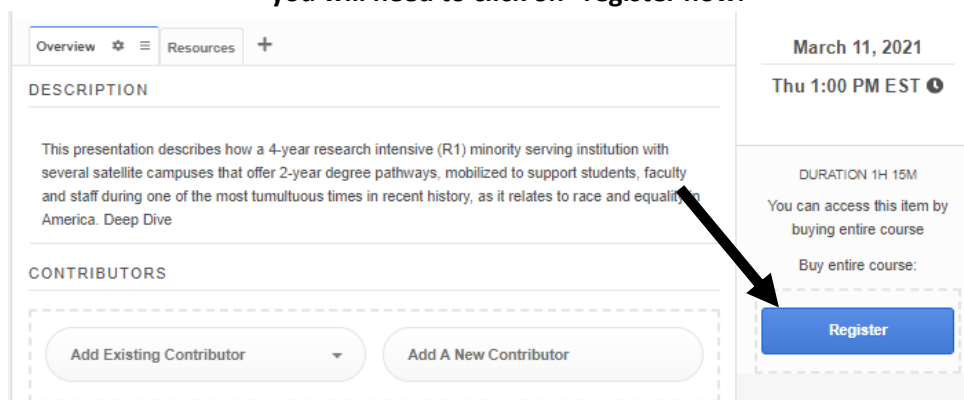 Overview
Resources
DESCRIPTION
This presentation describes how a 4-year research intensive (R1) minority serving institution with
several satellite campuses that offer 2-year degree pathways, mobilized to support students, faculty
and staff during one of the most tumultuous times in recent history, as it relates to race and equality in
America. Deep Dive
CONTRIBUTORS
Add Existing Contributor
Add A New Contributor
March 11, 2021
Thu 1:00 PM EST
DURATION 1H 15M
You can access this item by
buying entire course
Buy entire course:
Register